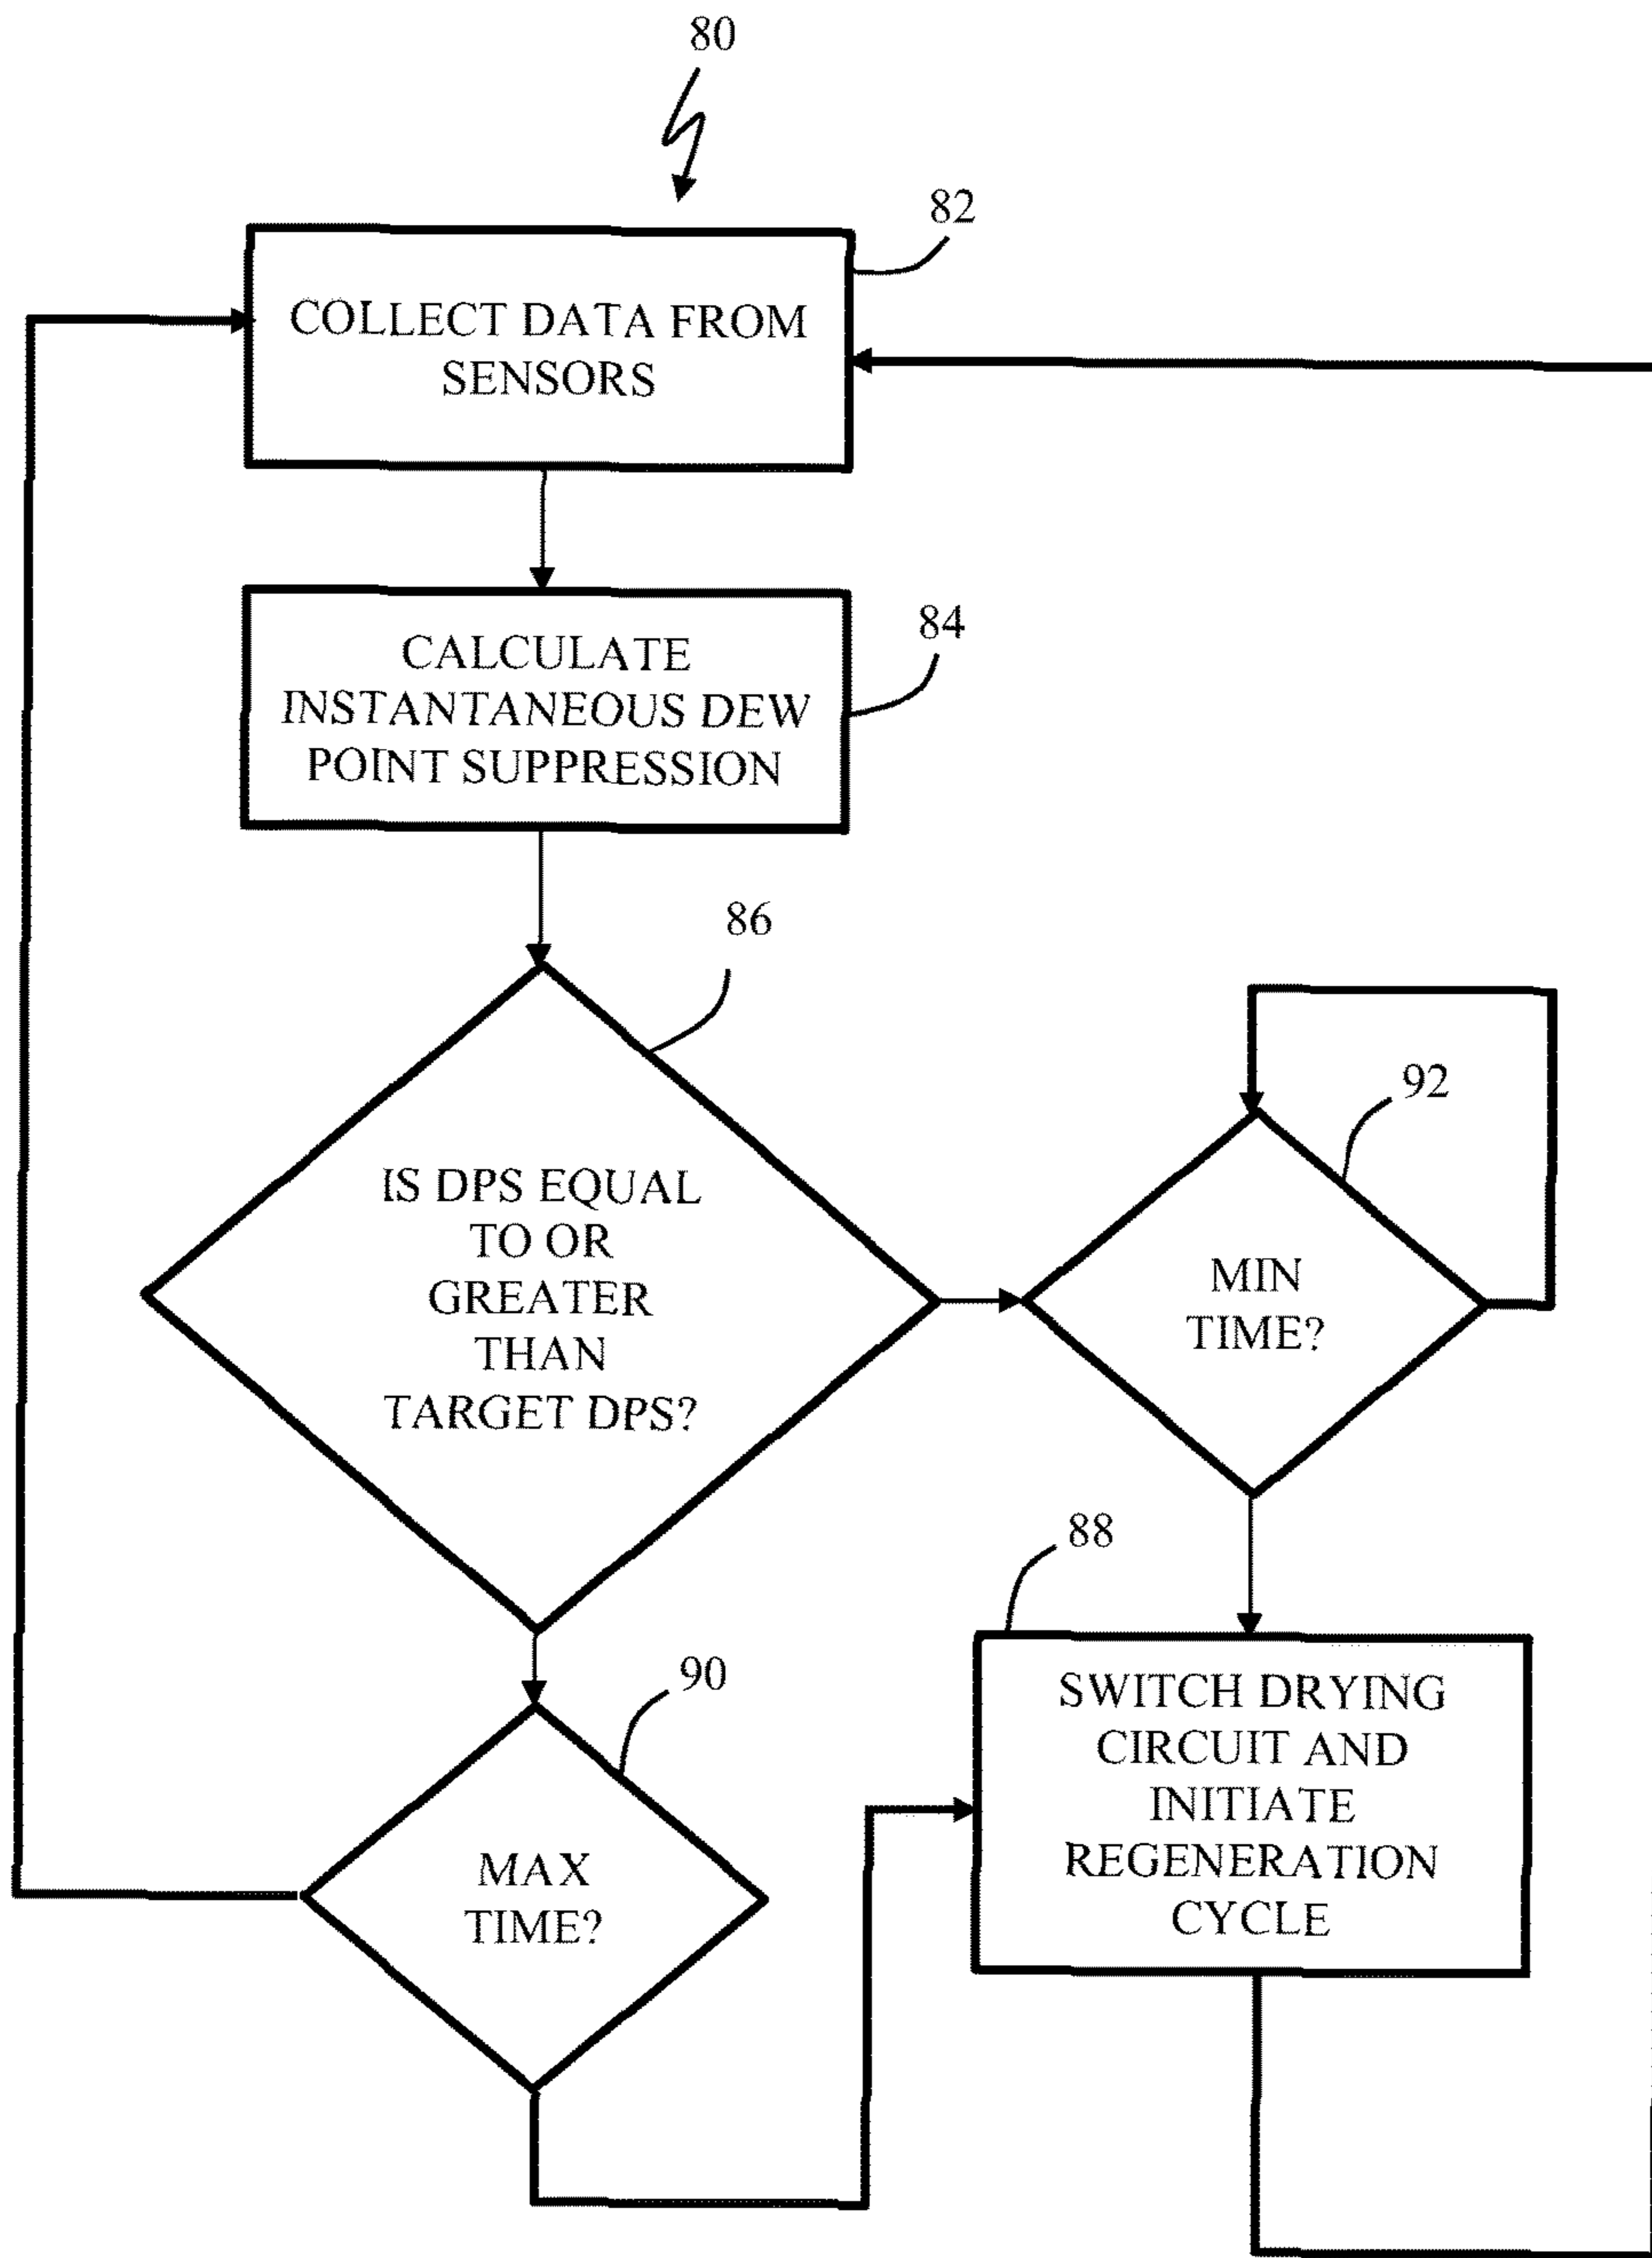 80
82
COLLECT DATA FROM
SENSORS
84
CALCULATE
INSTANTANEOUS DEW
POINT SUPPRESSION
86
IS DPS EQUAL
TO OR
GREATER
THAN
TARGET DPS?
92
MIN
TIME?
88
SWITCH DRYING
CIRCUIT AND
INITIATE
REGENERATION
CYCLE
90
MAX
TIME?